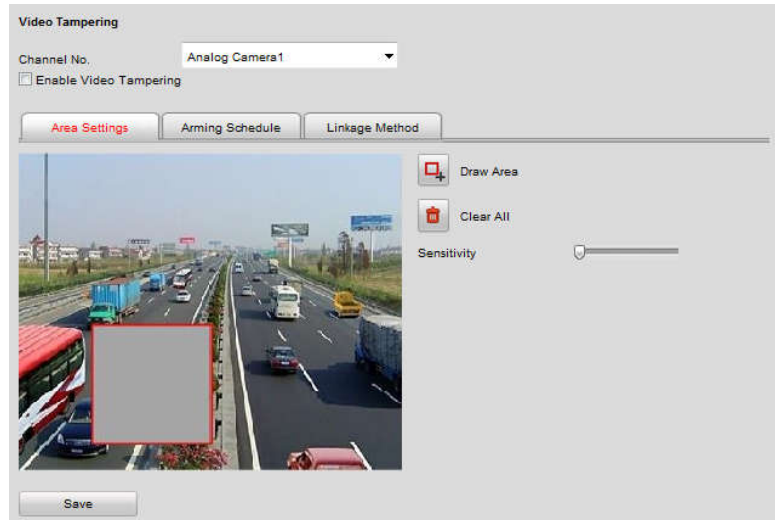 Video Tampering
Channel No.
Analog Camera1
Enable Video Tampering
Area Settings
Arming Schedule
Linkage Method
Draw Area
Clear All
Sensitivity
Save